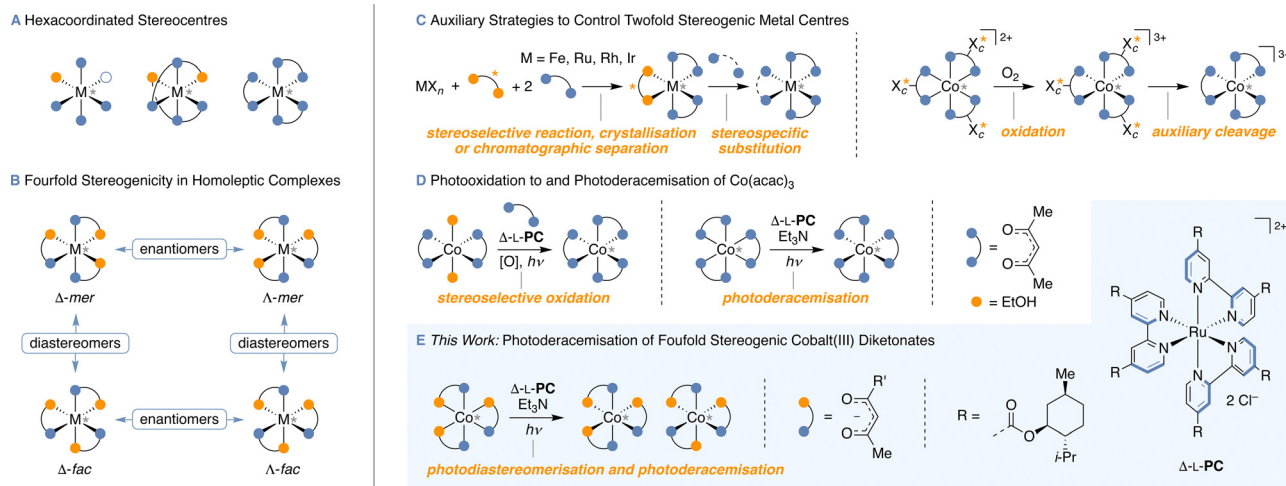 A Hexacoordinated Stereocentres
M*
M*
M*
B Fourfold Stereogenicity in Homoleptic Complexes
M*
enantiomers
M*
Δ-mer
Λ-mer
diastereomers
diastereomers
M*
enantiomers
M*
Δ-fac
Λ-fac
C Auxiliary Strategies to Control Twofold Stereogenic Metal Centres
M = Fe, Ru, Rh, Ir
MXn + * + 2
* M*
M*
stereoselective reaction, crystallisation
or chromatographic separation
stereospecific
substitution
Xc* 2+
Xc* Co*
Xc*
O2
oxidation
Xc* 3+
Xc* Co*
Xc*
auxiliary cleavage
3+
Co*
D Photooxidation to and Photoderacemisation of Co(acac)3
Co
Δ-L-PC
[O], hν
Co*
stereoselective oxidation
Co*
Δ-L-PC
Et3N
hν
Co*
photoderacemisation
=
Me
O
O
Me
= EtOH
E This Work: Photoderacemisation of Foufold Stereogenic Cobalt(III) Diketonates
Co*
Δ-L-PC
Et3N
hν
Co*
Co*
photodiastereomerisation and photoderacemisation
=
R'
O
−
O
Me
R =
O
O
Me
i-Pr
2+
R
R
N
N
N
Ru
N
N
N
R
R
R
R
2 Cl−
Δ-L-PC